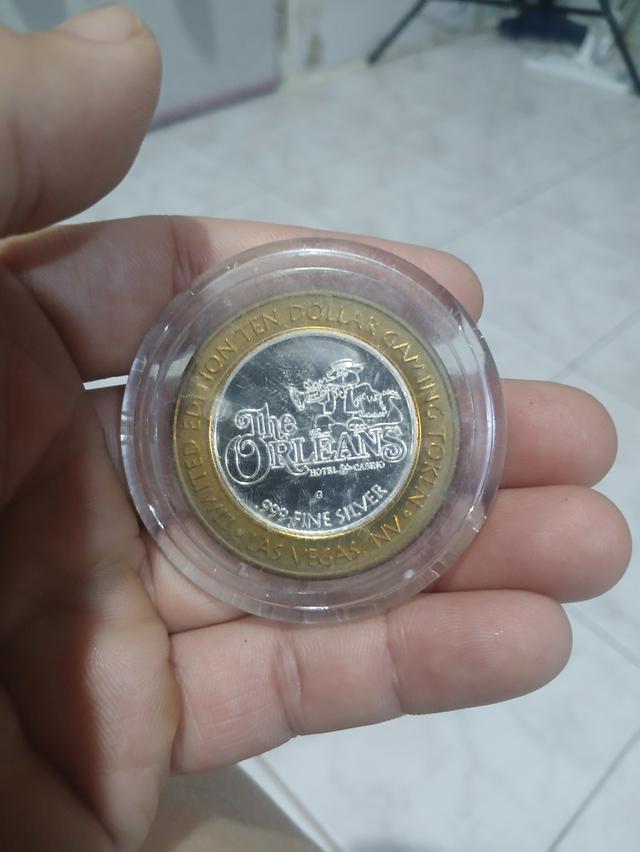 LIMITED EDITION TEN DOLLAR GAMING TOKEN
The
ORLEANS
HOTEL & CASINO
G
.999 FINE SILVER
• LAS VEGAS, NV •